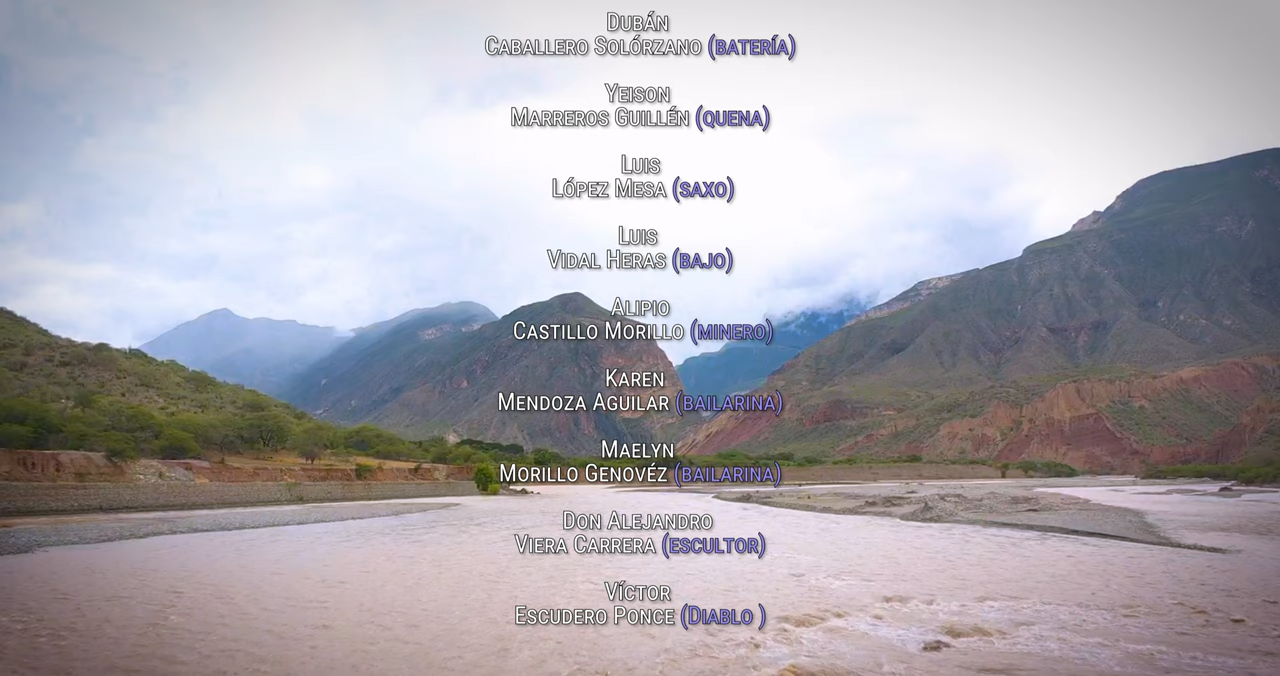 Dubán
Caballero Solórzano (batería)
Yeison
Marreros Guillén (quena)
Luis
López Mesa (saxo)
Luis
Vidal Heras (bajo)
Alipio
Castillo Morillo (minero)
Karen
Mendoza Aguilar (bailarina)
Maelyn
Morillo Genovéz (bailarina)
Don Alejandro
Viera Carrera (escultor)
Víctor
Escudero Ponce (Diablo )